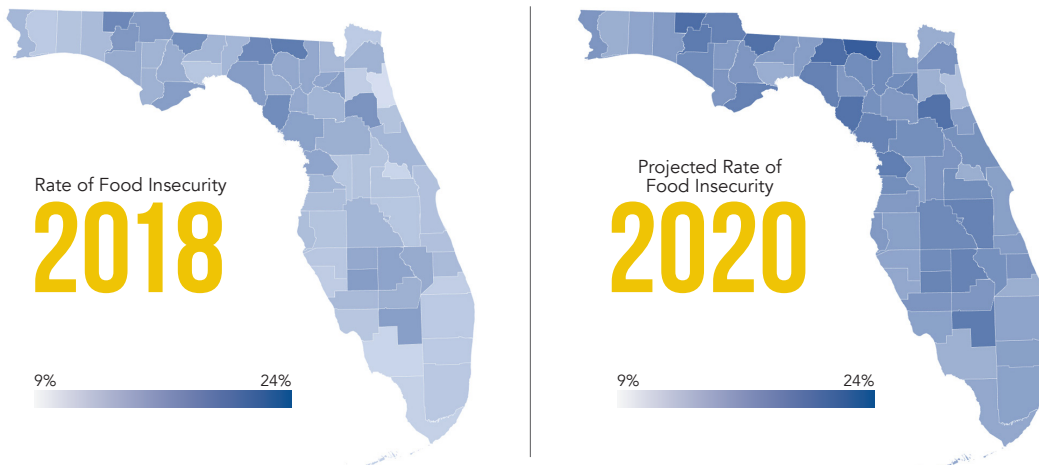 Rate of Food Insecurity
2018
9% 24%
Projected Rate of
Food Insecurity
2020
9% 24%